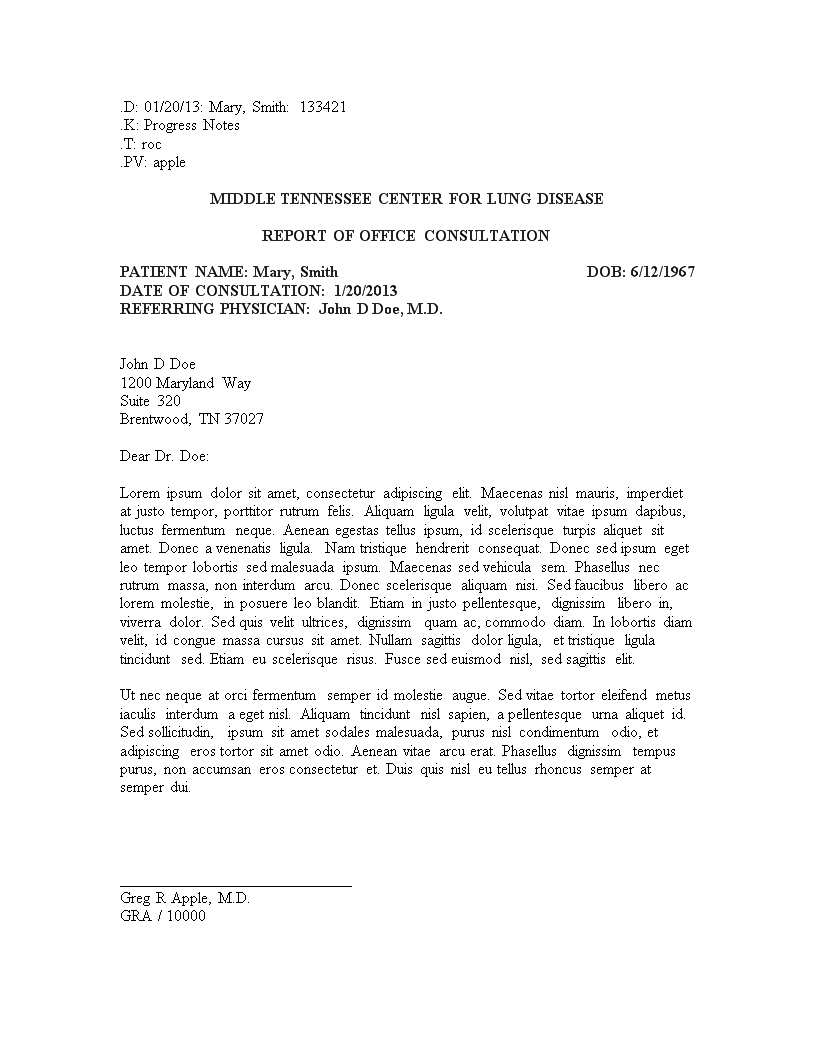 .D: 01/20/13: Mary, Smith: 133421
.K: Progress Notes
.T: roc
.PV: apple
MIDDLE TENNESSEE CENTER FOR LUNG DISEASE
REPORT OF OFFICE CONSULTATION
PATIENT NAME: Mary, Smith DOB: 6/12/1967
DATE OF CONSULTATION: 1/20/2013
REFERRING PHYSICIAN: John D Doe, M.D.
John D Doe
1200 Maryland Way
Suite 320
Brentwood, TN 37027
Dear Dr. Doe:
Lorem ipsum dolor sit amet, consectetur adipiscing elit. Maecenas nisl mauris, imperdiet
at justo tempor, porttitor rutrum felis. Aliquam ligula velit, volutpat vitae ipsum dapibus,
luctus fermentum neque. Aenean egestas tellus ipsum, id scelerisque turpis aliquet sit
amet. Donec a venenatis ligula. Nam tristique hendrerit consequat. Donec sed ipsum eget
leo tempor lobortis sed malesuada ipsum. Maecenas sed vehicula sem. Phasellus nec
rutrum massa, non interdum arcu. Donec scelerisque aliquam nisi. Sed faucibus libero ac
lorem molestie, in posuere leo blandit. Etiam in justo pellentesque, dignissim libero in,
viverra dolor. Sed quis velit ultrices, dignissim quam ac, commodo diam. In lobortis diam
velit, id congue massa cursus sit amet. Nullam sagittis dolor ligula, et tristique ligula
tincidunt sed. Etiam eu scelerisque risus. Fusce sed euismod nisl, sed sagittis elit.
Ut nec neque at orci fermentum semper id molestie augue. Sed vitae tortor eleifend metus
iaculis interdum a eget nisl. Aliquam tincidunt nisl sapien, a pellentesque urna aliquet id.
Sed sollicitudin, ipsum sit amet sodales malesuada, purus nisl condimentum odio, et
adipiscing eros tortor sit amet odio. Aenean vitae arcu erat. Phasellus dignissim tempus
purus, non accumsan eros consectetur et. Duis quis nisl eu tellus rhoncus semper at
semper dui.
Greg R Apple, M.D.
GRA / 10000